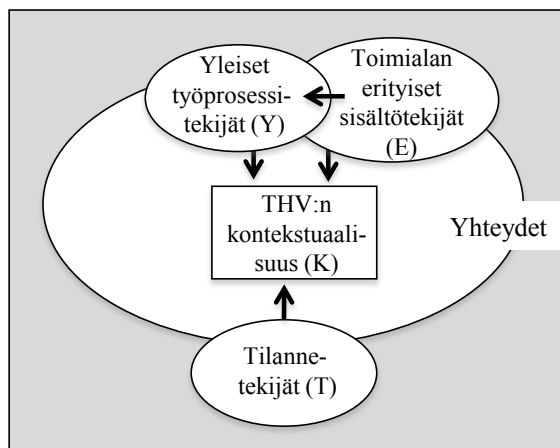 Yleiset
työprosessi-
tekijät (Y)
Toimialan
erityiset
sisältötekijät
(E)
THV:n
kontekstuaali-
suus (K)
Yhteydet
Tilanne-
tekijät (T)